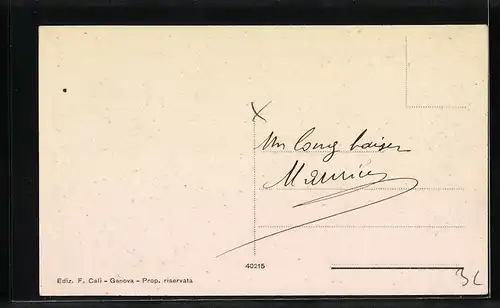 Un long baiser
Maurice
40215
Ediz. F. Cali - Genova - Prop. riservata